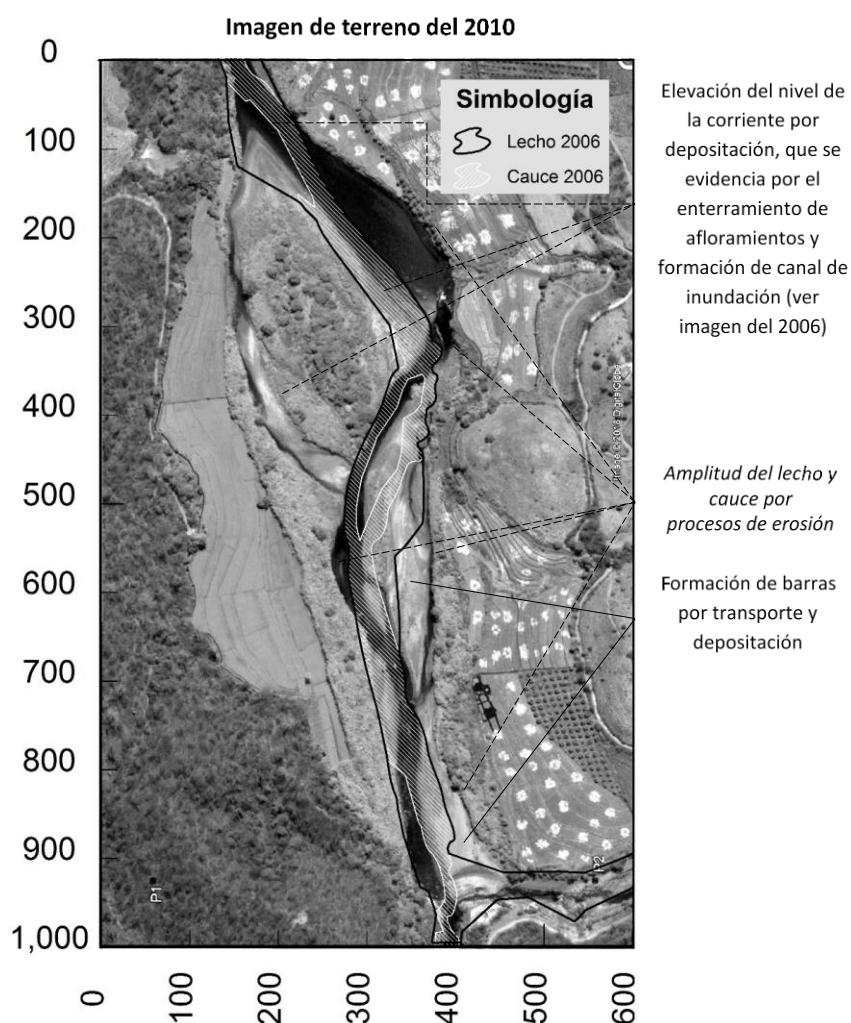 Imagen de terreno del 2010
0
100
200
300
400
500
600
700
800
900
1,000
Simbología
Lecho 2006
Cauce 2006
P1
P2
0
100
200
300
400
500
600
Elevación del nivel de
la corriente por
depositación, que se
evidencia por el
enterramiento de
afloramientos y
formación de canal de
inundación (ver
imagen del 2006)
Amplitud del lecho y
cauce por
procesos de erosión
Formación de barras
por transporte y
depositación